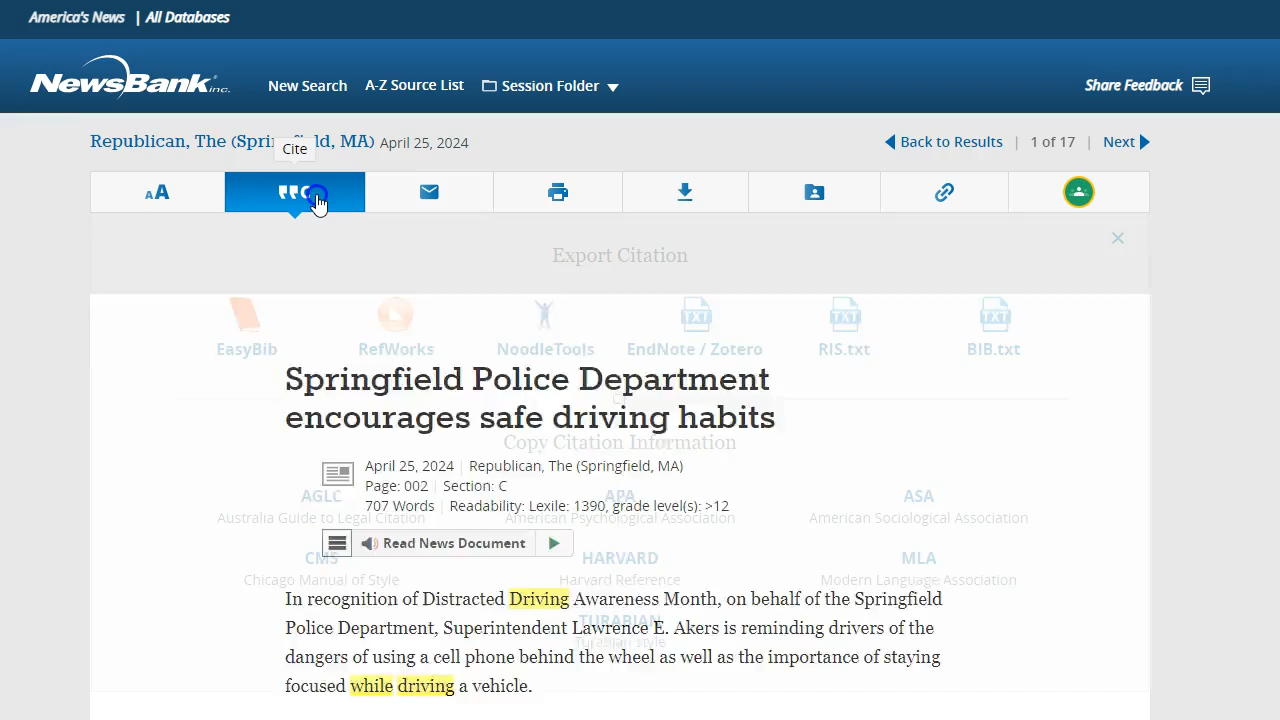 America's News | All Databases
NewsBank inc.
New Search A-Z Source List Session Folder
Share Feedback
Republican, The (Springfield, MA) April 25, 2024
Back to Results | 1 of 17 | Next
Cite
AA
Export Citation
EasyBib RefWorks NoodleTools EndNote / Zotero RIS.txt BIB.txt
TXT TXT TXT
Springfield Police Department
encourages safe driving habits
Copy Citation Information
April 25, 2024 | Republican, The (Springfield, MA)
Page: 002 | Section: C
707 Words | Readability: Lexile: 1390, grade level(s): >12
AGLC APA ASA
Australia Guide to Legal Citation American Psychological Association American Sociological Association
Read News Document
CMS HARVARD MLA
Chicago Manual of Style Harvard Reference Modern Language Association
In recognition of Distracted Driving Awareness Month, on behalf of the Springfield
TURABIAN
Police Department, Superintendent Lawrence E. Akers is reminding drivers of the
Turabian Style
dangers of using a cell phone behind the wheel as well as the importance of staying
focused while driving a vehicle.